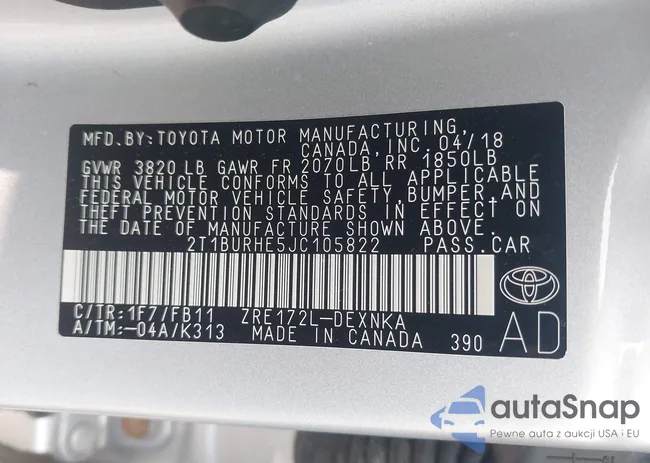 MFD.BY:TOYOTA MOTOR MANUFACTURING,
CANADA,INC.04/18
GVWR 3820 LB GAWR FR 2070LB,RR 1850LB
THIS VEHICLE CONFORMS TO ALL APPLICABLE
FEDERAL MOTOR VEHICLE SAFETY,BUMPER,AND
THEFT PREVENTION STANDARDS IN EFFECT ON
THE DATE OF MANUFACTURE SHOWN ABOVE.
2T1BURHE5JC105822 PASS.CAR
C/TR:1F7/FB11 ZRE172L-DEXNKA
A/TM:-04A/K313 MADE IN CANADA 390
AD
autaSnap
Pewne auta z aukcji USA i EU